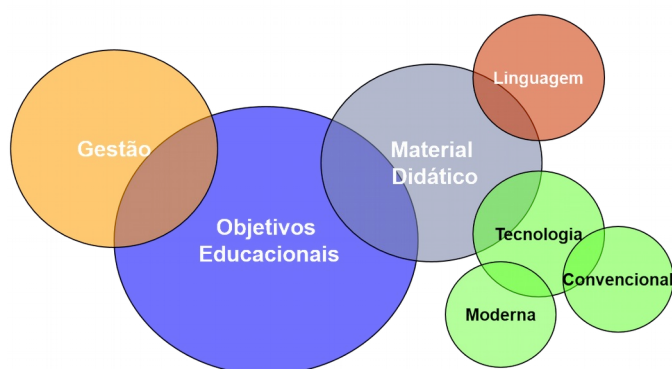 Linguagem
Gestão
Material
Didático
Objetivos
Educacionais
Tecnologia
Convencional
Moderna